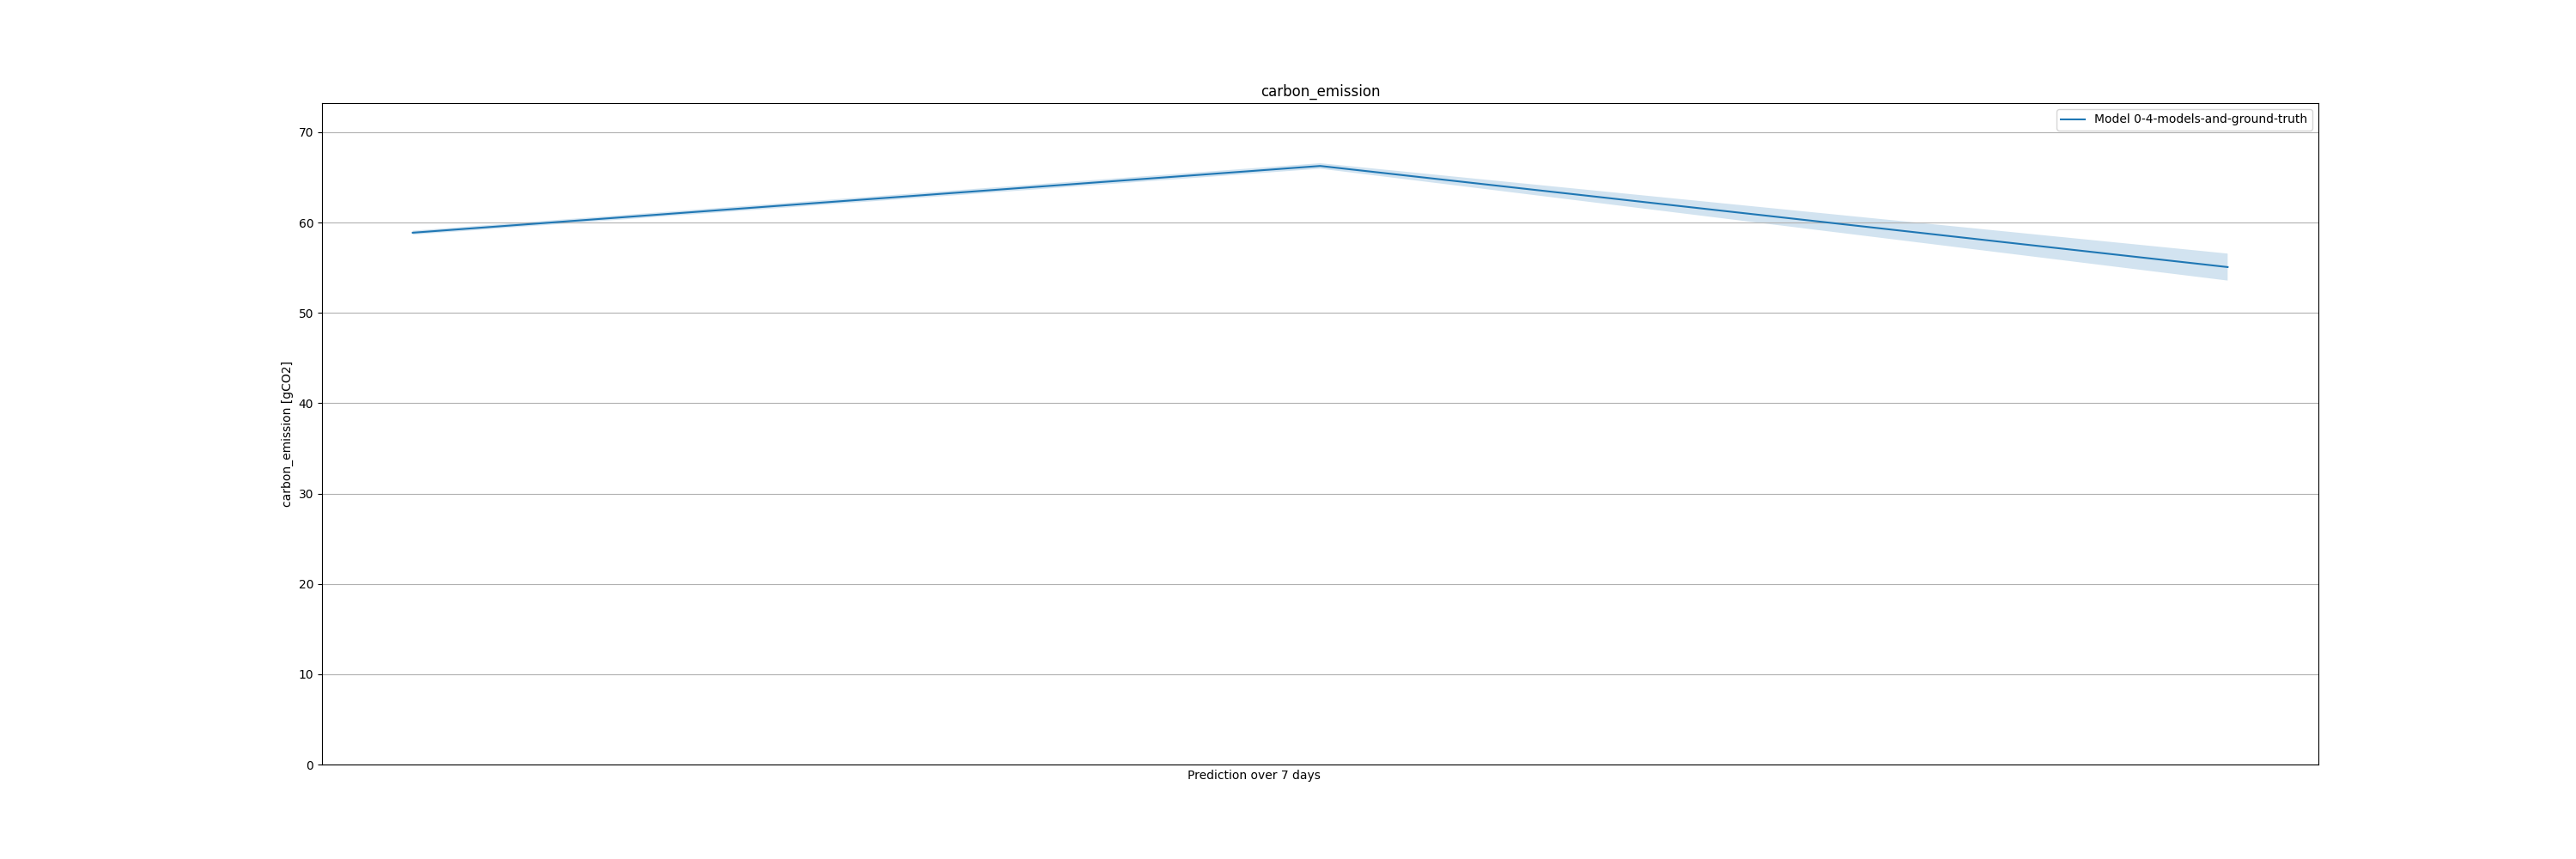 carbon_emission
Model 0-4-models-and-ground-truth
70
60
50
40
30
20
10
0
carbon_emission [gCO2]
Prediction over 7 days